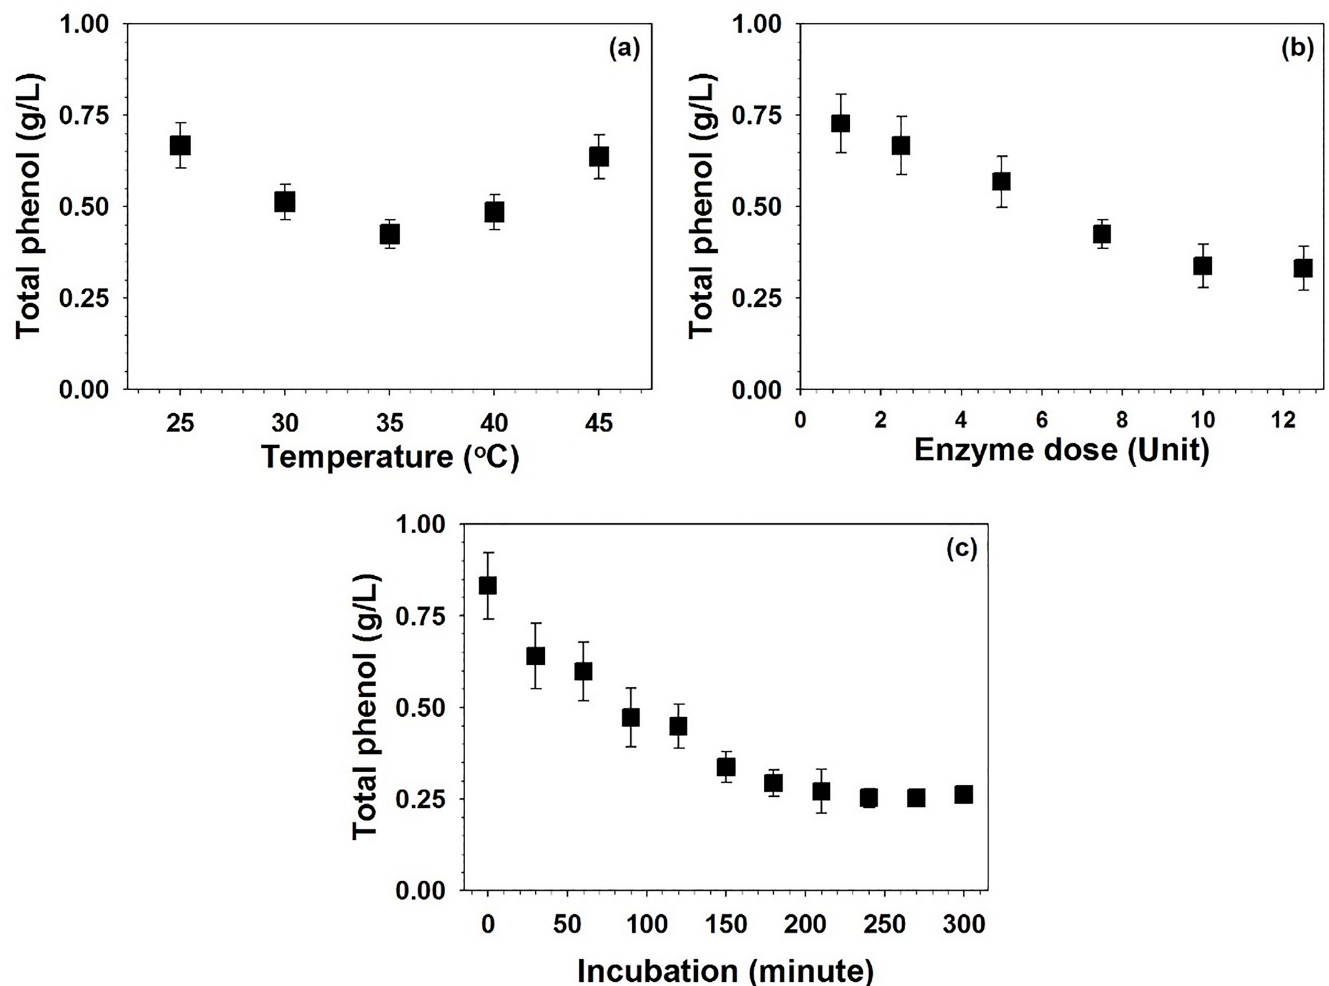 (a)
Total phenol (g/L)
1.00
0.75
0.50
0.25
0.00
25 30 35 40 45
Temperature (°C)
(b)
Total phenol (g/L)
1.00
0.75
0.50
0.25
0.00
0 2 4 6 8 10 12
Enzyme dose (Unit)
(c)
Total phenol (g/L)
1.00
0.75
0.50
0.25
0.00
0 50 100 150 200 250 300
Incubation (minute)